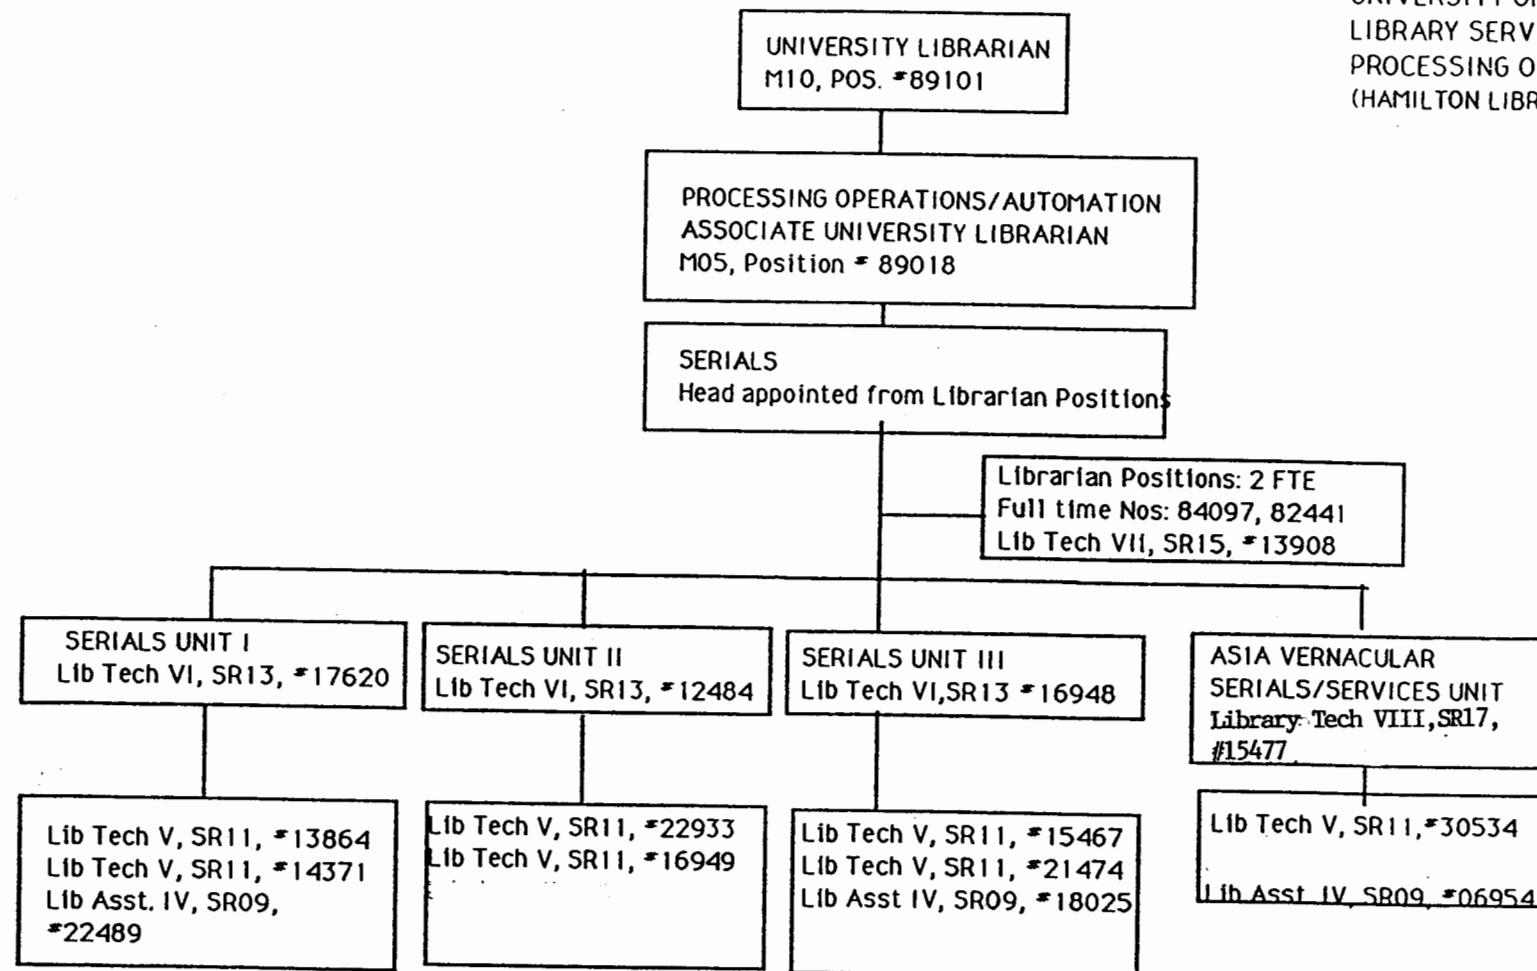 UNIVERSITY LIBRARIAN
M10, POS. #89101
LIBRARY SERV
PROCESSING O
(HAMILTON LIBR
PROCESSING OPERATIONS/AUTOMATION
ASSOCIATE UNIVERSITY LIBRARIAN
M05, Position # 89018
SERIALS
Head appointed from Librarian Positions
Librarian Positions: 2 FTE
Full time Nos: 84097, 82441
Lib Tech VII, SR15, #13908
SERIALS UNIT I
Lib Tech VI, SR13, #17620
SERIALS UNIT II
Lib Tech VI, SR13, #12484
SERIALS UNIT III
Lib Tech VI,SR13 #16948
ASIA VERNACULAR
SERIALS/SERVICES UNIT
Library Tech VIII,SR17,
#15477
Lib Tech V, SR11, #13864
Lib Tech V, SR11, #14371
Lib Asst. IV, SR09,
#22489
Lib Tech V, SR11, #22933
Lib Tech V, SR11, #16949
Lib Tech V, SR11, #15467
Lib Tech V, SR11, #21474
Lib Asst IV, SR09, #18025
Lib Tech V, SR11,#30534
Lib Asst IV, SR09, #06954